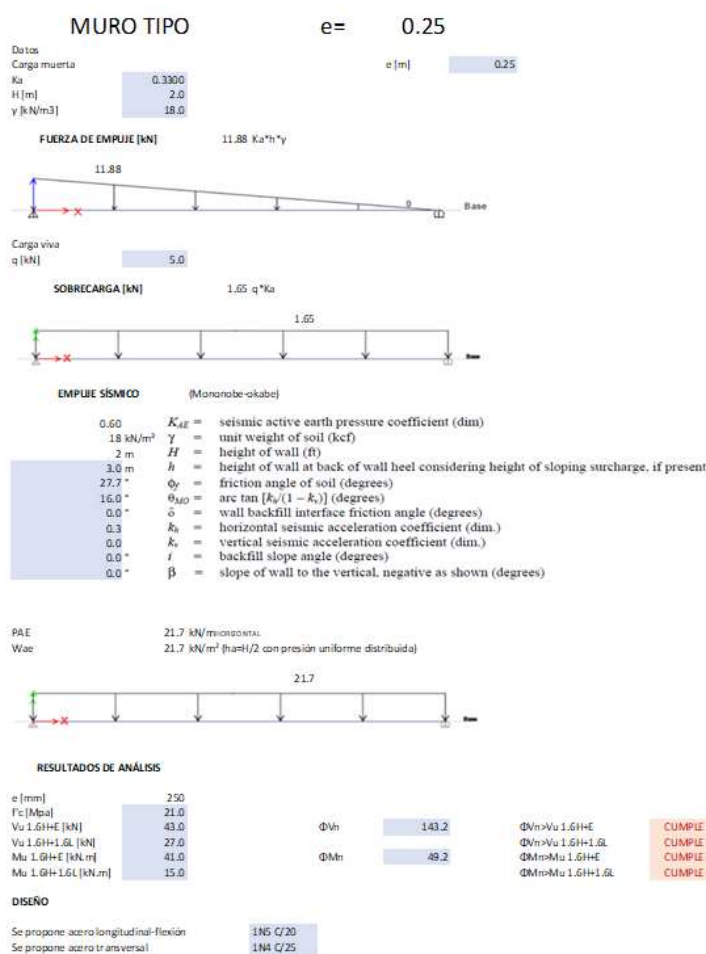 MURO TIPO e= 0.25
Datos
Carga muerta e [m] 0.25
Ka 0.3300
H [m] 2.0
γ [kN/m3] 18.0
FUERZA DE EMPUJE [kN] 11.88 Ka*h*γ
11.88
0
X Base
Carga viva
q [kN] 5.0
SOBRECARGA [kN] 1.65 q*Ka
1.65
X Base
EMPUJE SÍSMICO (Mononobe-okabe)
0.60 K_AE = seismic active earth pressure coefficient (dim)
18 kN/m² γ = unit weight of soil (kcf)
2 m H = height of wall (ft)
3.0 m h = height of wall at back of wall heel considering height of sloping surcharge, if present
27.7 ° ϕf = friction angle of soil (degrees)
16.0 ° θMO = arc tan [kh/(1 – kv)] (degrees)
0.0 ° δ = wall backfill interface friction angle (degrees)
0.3 kh = horizontal seismic acceleration coefficient (dim.)
0.0 kv = vertical seismic acceleration coefficient (dim.)
0.0 ° i = backfill slope angle (degrees)
0.0 ° β = slope of wall to the vertical, negative as shown (degrees)
PAE 21.7 kN/m HORIZONTAL
Wae 21.7 kN/m² (ha=H/2 con presión uniforme distribuida)
21.7
X Base
RESULTADOS DE ANÁLISIS
e [mm] 250
f'c [Mpa] 21.0
Vu 1.6H+E [kN] 43.0 ΦVn 143.2 ΦVn>Vu 1.6H+E CUMPLE
Vu 1.6H+1.6L [kN] 27.0 ΦVn>Vu 1.6H+1.6L CUMPLE
Mu 1.6H+E [kN.m] 41.0 ΦMn 49.2 ΦMn>Mu 1.6H+E CUMPLE
Mu 1.6H+1.6L [kN.m] 15.0 ΦMn>Mu 1.6H+1.6L CUMPLE
DISEÑO
Se propone acero longitudinal-flexión 1N5 C/20
Se propone acero transversal 1N4 C/25